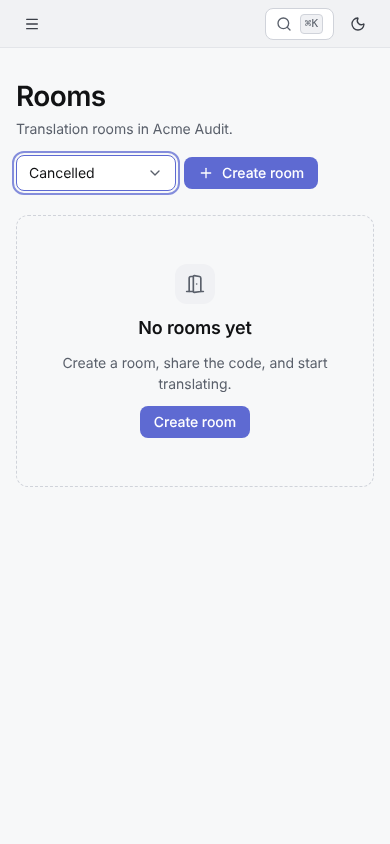 ⌘K
Rooms
Translation rooms in Acme Audit.
Cancelled
Create room
No rooms yet
Create a room, share the code, and start
translating.
Create room